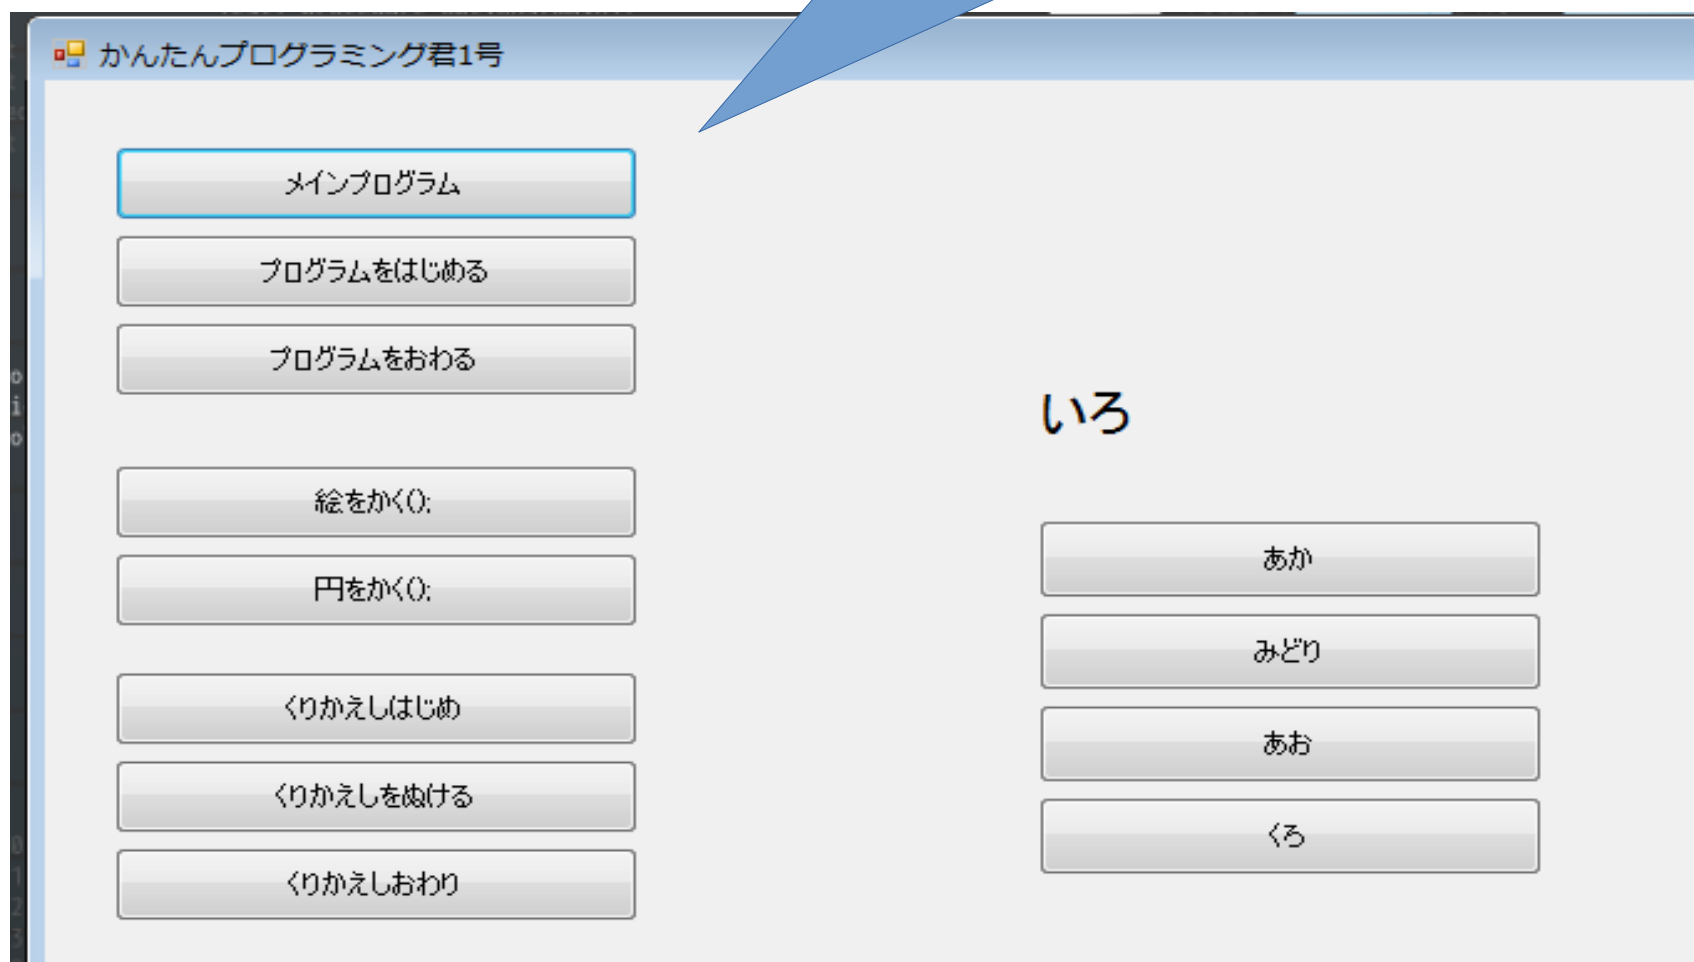 かんたんプログラミング君1号
メインプログラム
プログラムをはじめる
プログラムをおわる
絵をかく();
円をかく();
くりかえしはじめ
くりかえしをぬける
くりかえしおわり
いろ
あか
みどり
あお
くろ